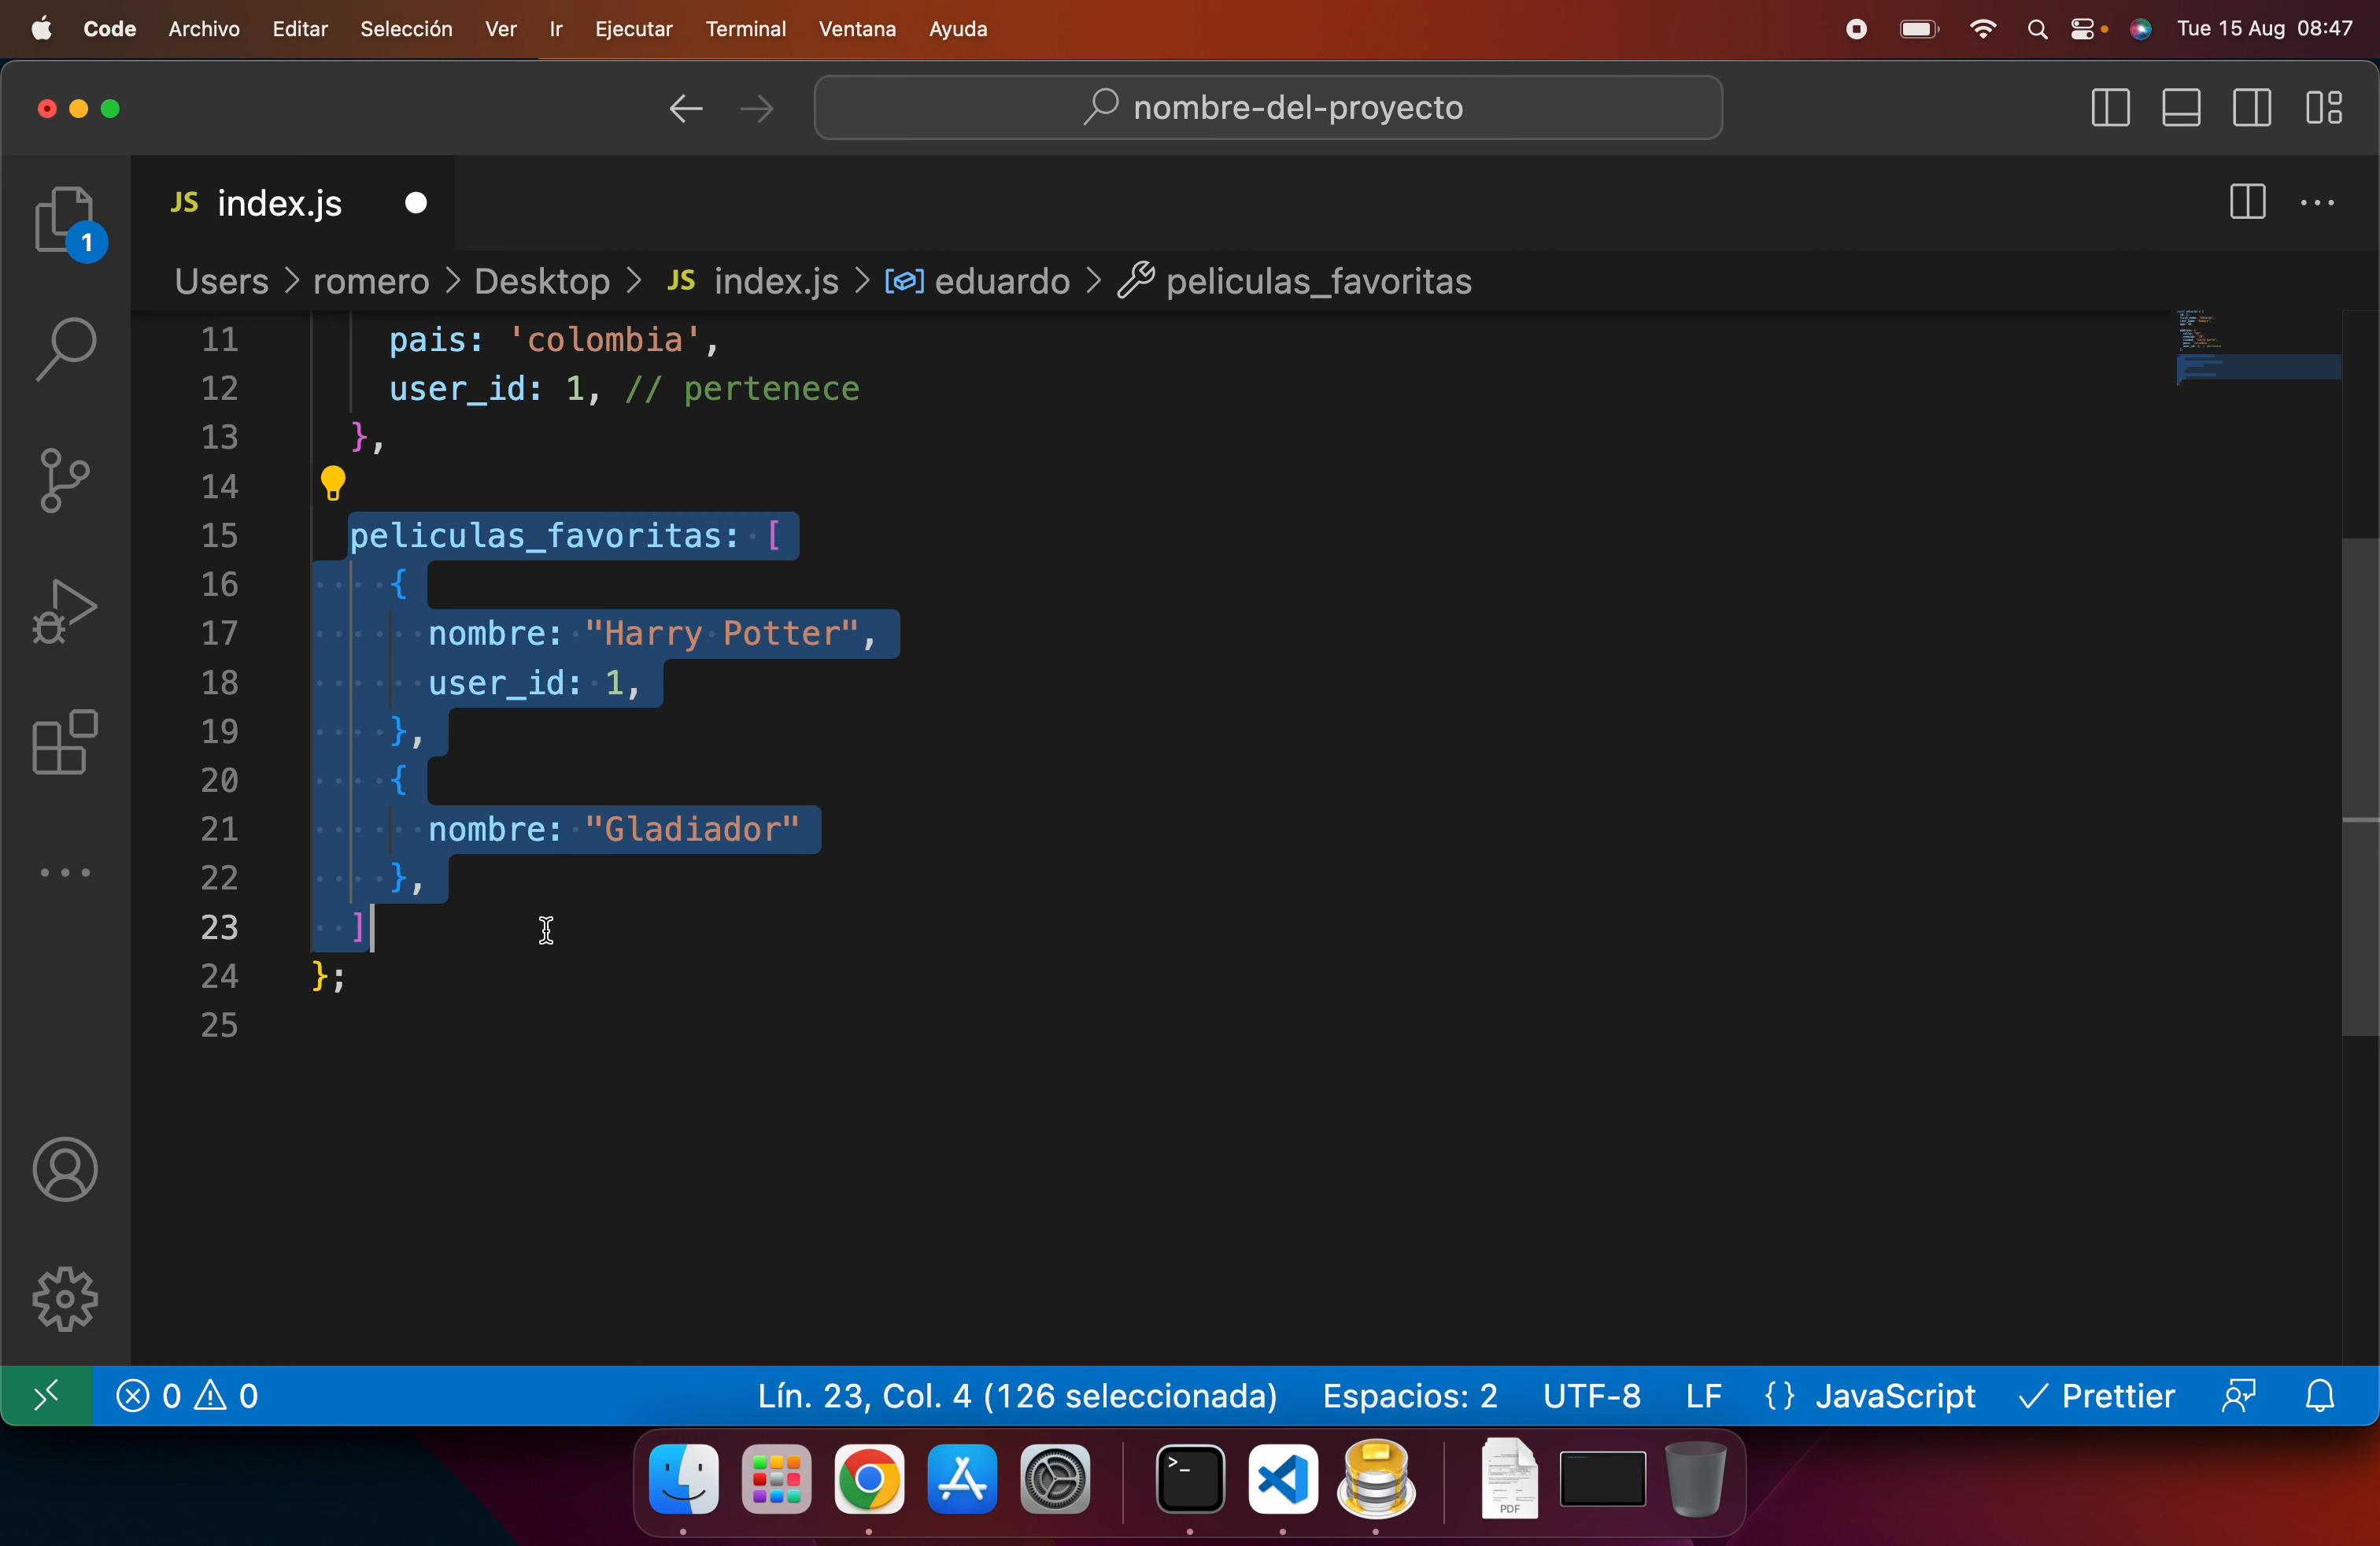 Code Archivo Editar Selección Ver Ir Ejecutar Terminal Ventana Ayuda Tue 15 Aug 08:47
nombre-del-proyecto
JS index.js
1
Users > romero > Desktop > JS index.js > eduardo > peliculas_favoritas
11 pais: 'colombia',
12 user_id: 1, // pertenece
13 },
14
15 peliculas_favoritas: [
16 {
17 nombre: "Harry Potter",
18 user_id: 1,
19 },
20 {
21 nombre: "Gladiador"
22 },
23 ]
24 };
25
0 0 Lín. 23, Col. 4 (126 seleccionada) Espacios: 2 UTF-8 LF {} JavaScript Prettier
>_
PDF